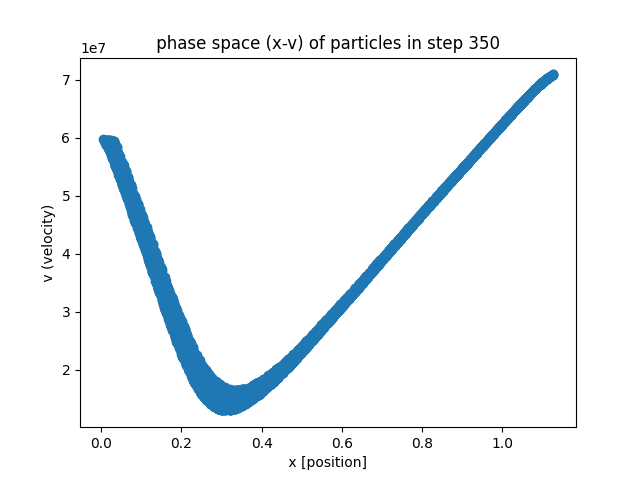 phase space (x-v) of particles in step 350
1e7
7
6
5
4
3
2
v (velocity)
0.0 0.2 0.4 0.6 0.8 1.0
x [position]